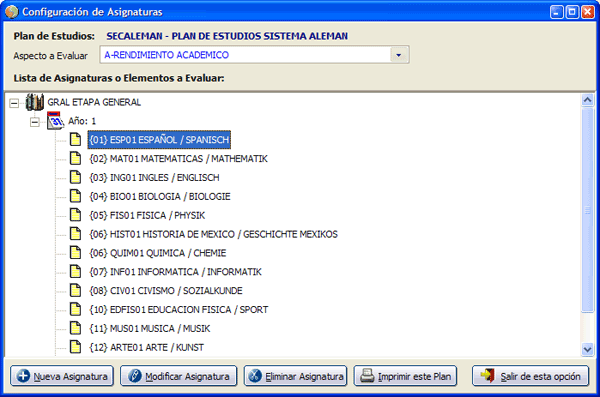 Configuración de Asignaturas
Plan de Estudios: SECALEMAN - PLAN DE ESTUDIOS SISTEMA ALEMAN
Aspecto a Evaluar A-RENDIMIENTO ACADEMICO
Lista de Asignaturas o Elementos a Evaluar:
GRAL ETAPA GENERAL
Año: 1
{01} ESP01 ESPAÑOL / SPANISCH
{02} MAT01 MATEMATICAS / MATHEMATIK
{03} ING01 INGLES / ENGLISCH
{04} BIO01 BIOLOGIA / BIOLOGIE
{05} FIS01 FISICA / PHYSIK
{06} HIST01 HISTORIA DE MEXICO / GESCHICHTE MEXIKOS
{06} QUIM01 QUIMICA / CHEMIE
{07} INF01 INFORMATICA / INFORMATIK
{08} CIV01 CIVISMO / SOZIALKUNDE
{10} EDFIS01 EDUCACION FISICA / SPORT
{11} MUS01 MUSICA / MUSIK
{12} ARTE01 ARTE / KUNST
Nueva Asignatura Modificar Asignatura Eliminar Asignatura Imprimir este Plan Salir de esta opción